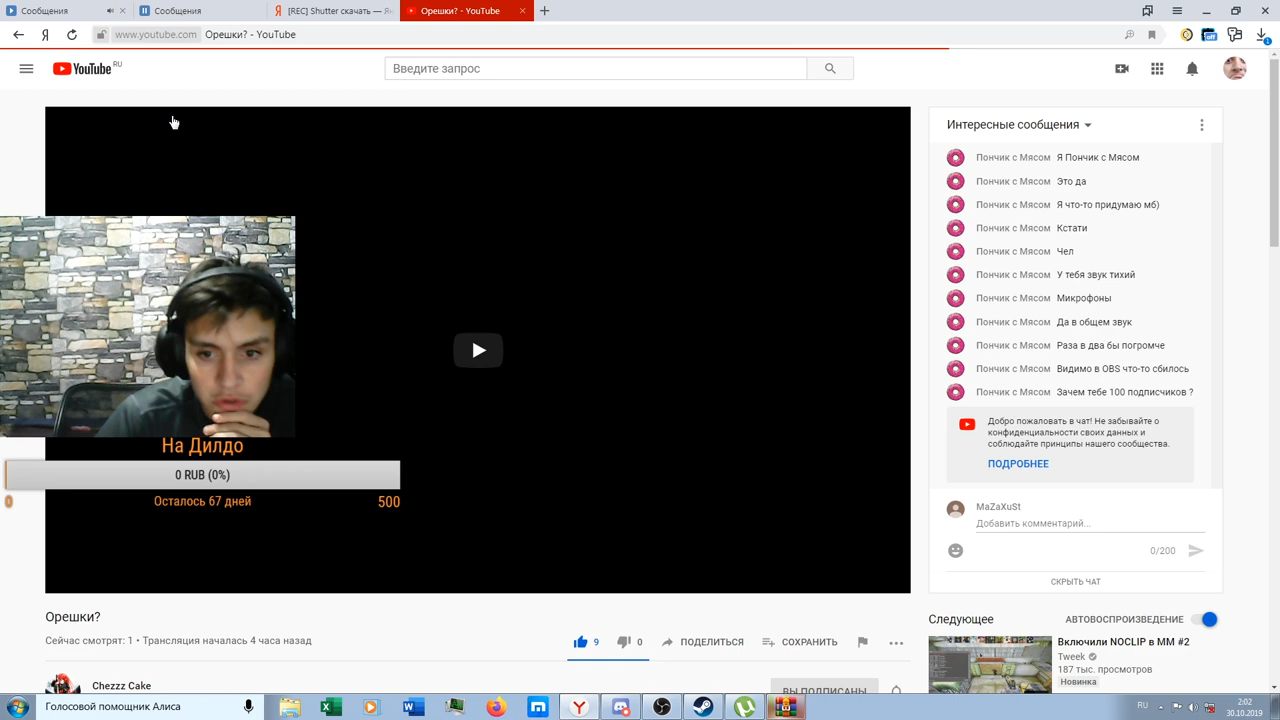 Сообщения
Сообщения
[REC] Shutter скачать — Я
Орешки? - YouTube
www.youtube.com Орешки? - YouTube
off
1
YouTube RU
Введите запрос
Интересные сообщения
Пончик с Мясом Я Пончик с Мясом
Пончик с Мясом Это да
Пончик с Мясом Я что-то придумаю мб)
Пончик с Мясом Кстати
Пончик с Мясом Чел
Пончик с Мясом У тебя звук тихий
Пончик с Мясом Микрофоны
Пончик с Мясом Да в общем звук
Пончик с Мясом Раза в два бы погромче
Пончик с Мясом Видимо в OBS что-то сбилось
Пончик с Мясом Зачем тебе 100 подписчиков ?
Добро пожаловать в чат! Не забывайте о
конфиденциальности своих данных и
соблюдайте принципы нашего сообщества.
ПОДРОБНЕЕ
MaZaXuSt
Добавить комментарий...
0/200
СКРЫТЬ ЧАТ
На Дилдо
0 RUB (0%)
0
Осталось 67 дней
500
Орешки?
Сейчас смотрят: 1 • Трансляция началась 4 часа назад
9
0
ПОДЕЛИТЬСЯ
СОХРАНИТЬ
Chezzz Cake
ВЫ ПОДПИСАНЫ
Следующее
АВТОВОСПРОИЗВЕДЕНИЕ
Включили NOCLIP в ММ #2
Tweek
187 тыс. просмотров
Новинка
Голосовой помощник Алиса
RU
2:02
30.10.2019